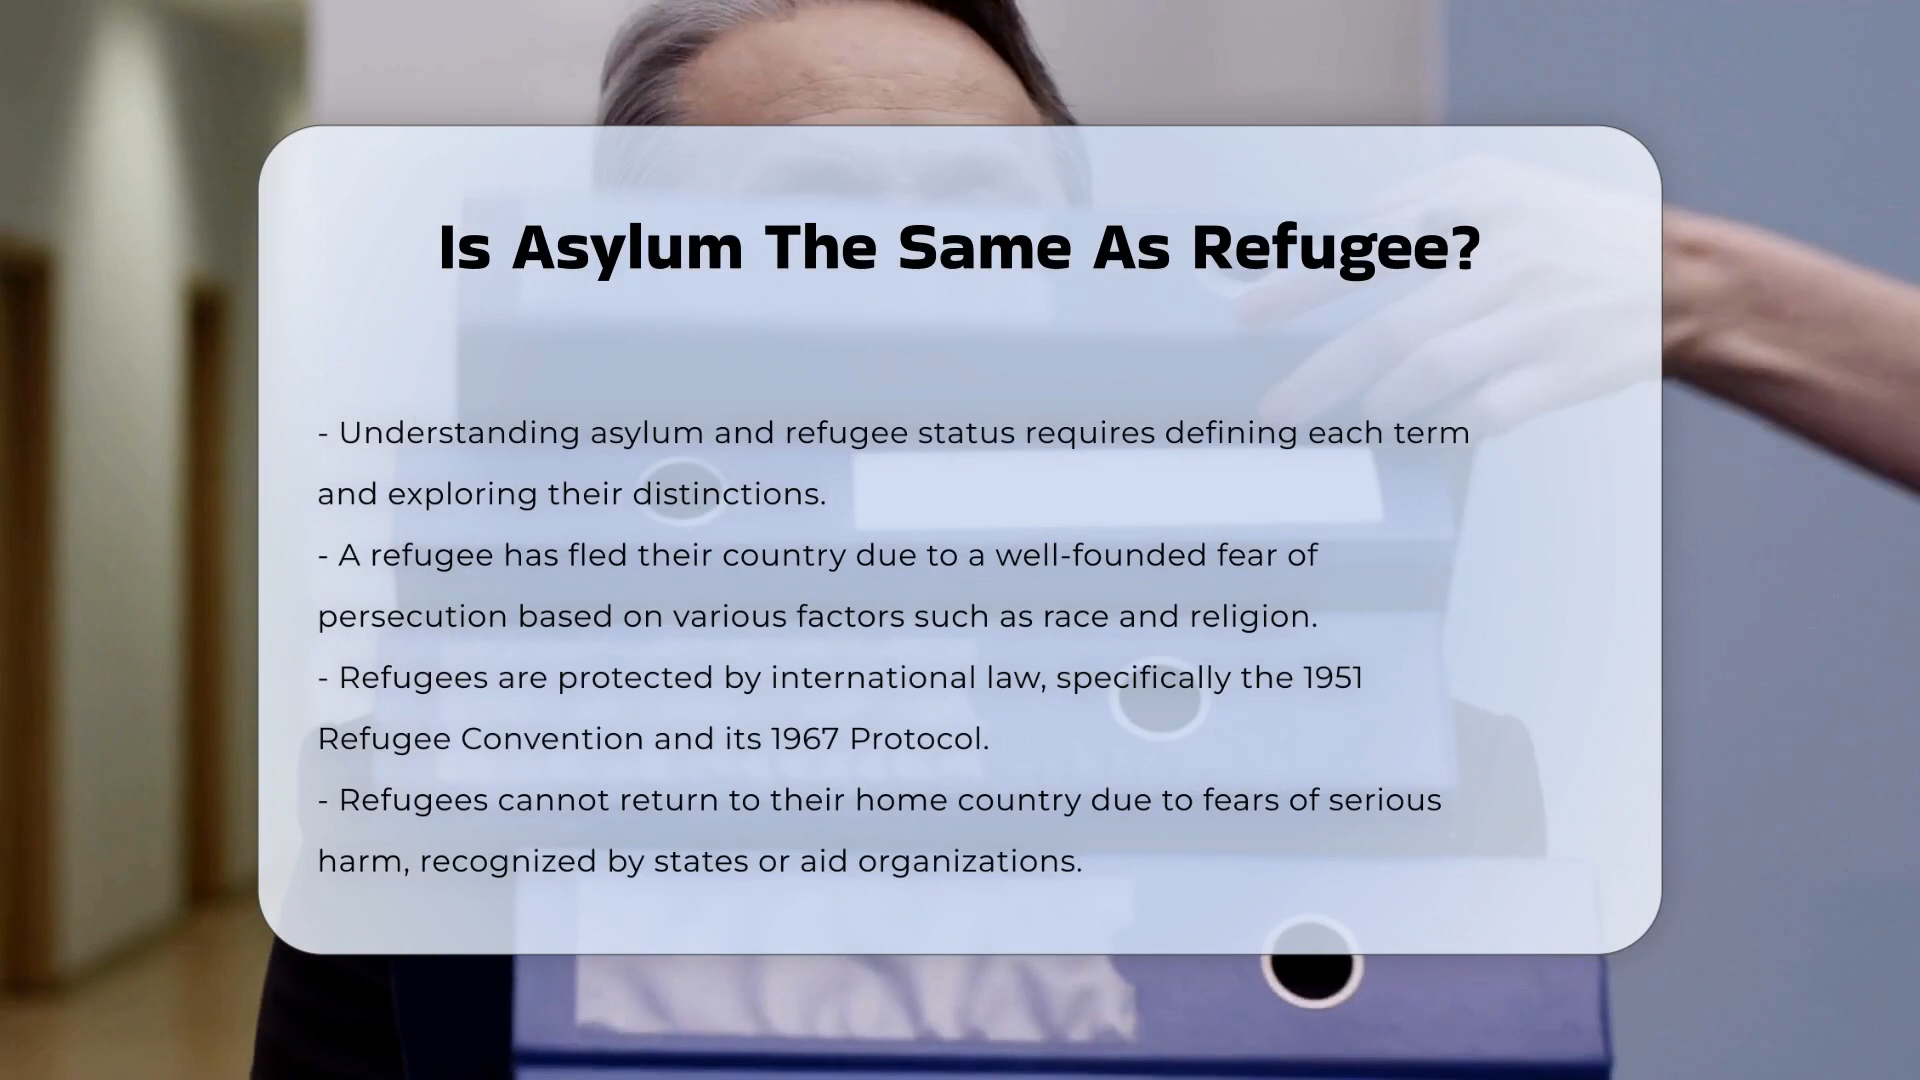 Is Asylum The Same As Refugee?
- Understanding asylum and refugee status requires defining each term
and exploring their distinctions.
- A refugee has fled their country due to a well-founded fear of
persecution based on various factors such as race and religion.
- Refugees are protected by international law, specifically the 1951
Refugee Convention and its 1967 Protocol.
- Refugees cannot return to their home country due to fears of serious
harm, recognized by states or aid organizations.